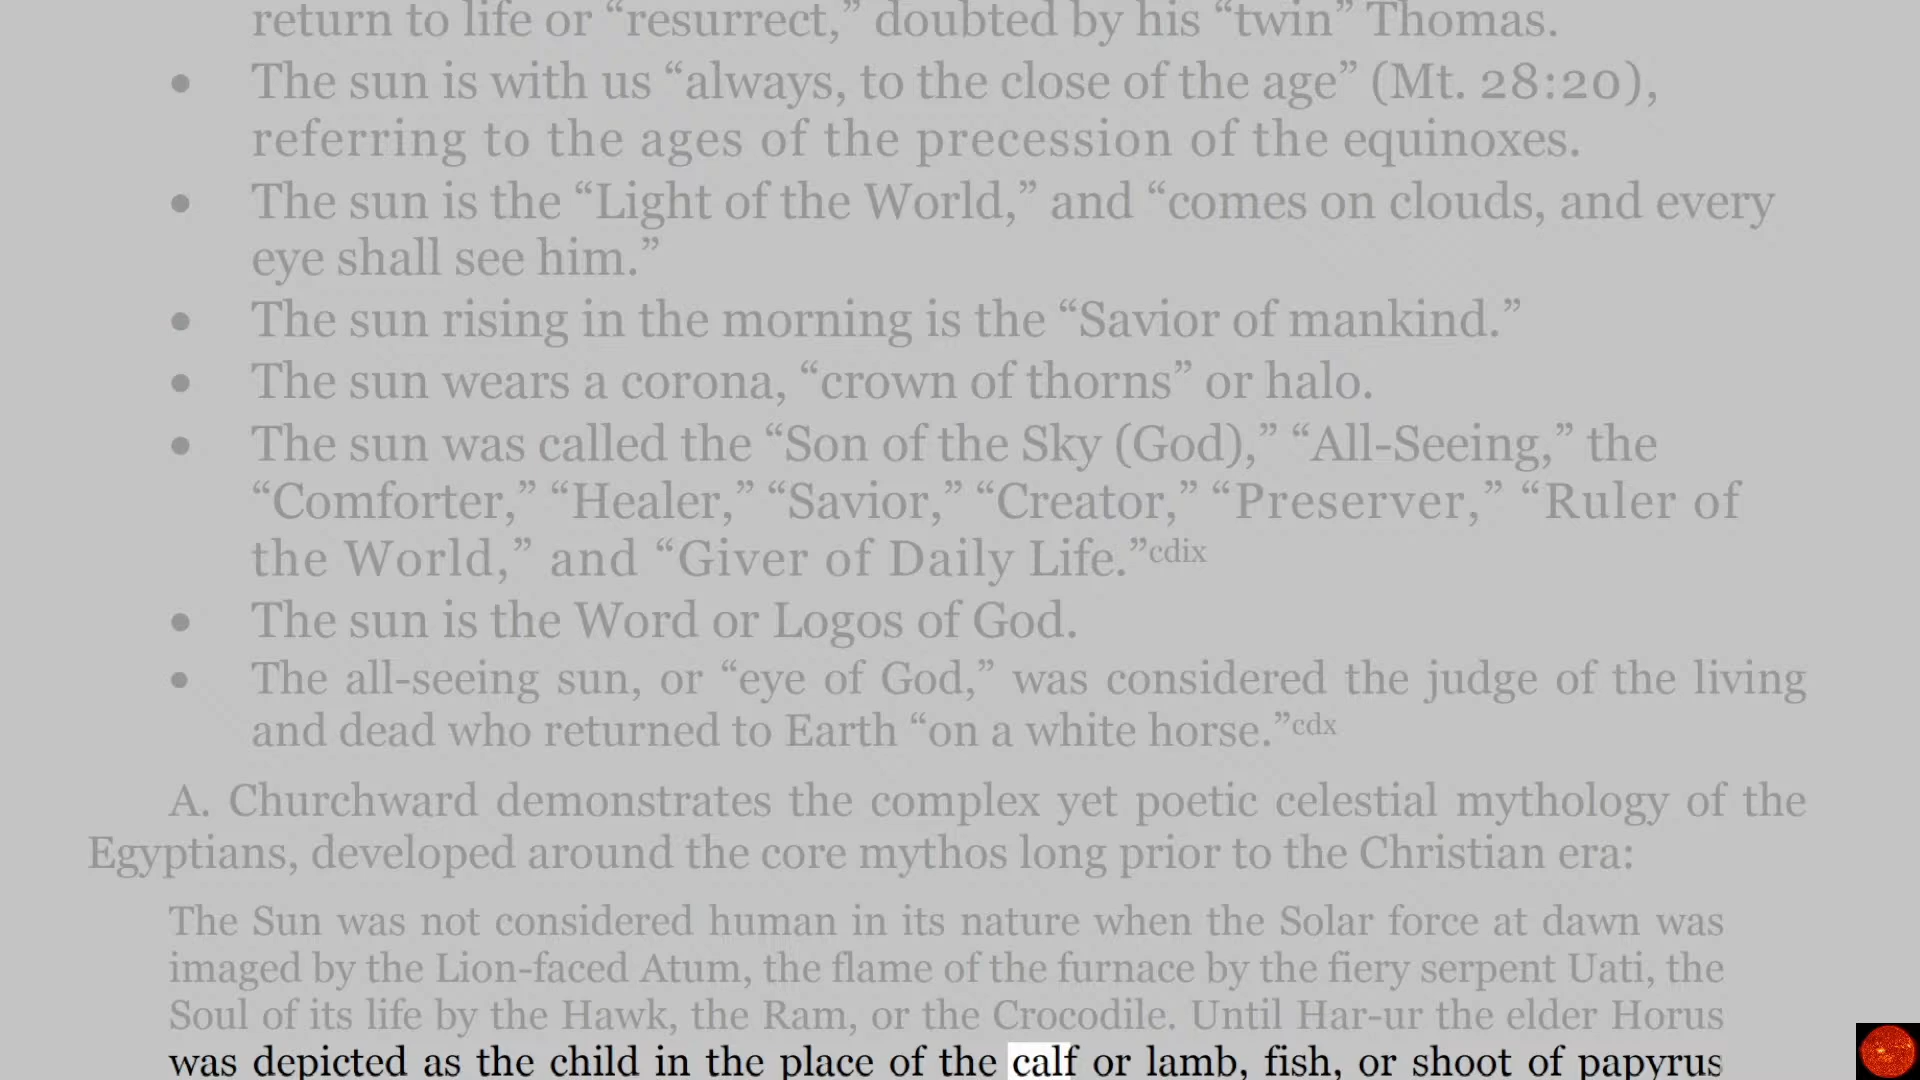 return to life or “resurrect,” doubted by his “twin” Thomas.
• The sun is with us “always, to the close of the age” (Mt. 28:20),
referring to the ages of the precession of the equinoxes.
• The sun is the “Light of the World,” and “comes on clouds, and every
eye shall see him.”
• The sun rising in the morning is the “Savior of mankind.”
• The sun wears a corona, “crown of thorns” or halo.
• The sun was called the “Son of the Sky (God),” “All-Seeing,” the
“Comforter,” “Healer,” “Savior,” “Creator,” “Preserver,” “Ruler of
the World,” and “Giver of Daily Life.”cdix
• The sun is the Word or Logos of God.
• The all-seeing sun, or “eye of God,” was considered the judge of the living
and dead who returned to Earth “on a white horse.”cdx
A. Churchward demonstrates the complex yet poetic celestial mythology of the
Egyptians, developed around the core mythos long prior to the Christian era:
The Sun was not considered human in its nature when the Solar force at dawn was
imaged by the Lion-faced Atum, the flame of the furnace by the fiery serpent Uati, the
Soul of its life by the Hawk, the Ram, or the Crocodile. Until Har-ur the elder Horus
was depicted as the child in the place of the calf or lamb, fish, or shoot of papyrus